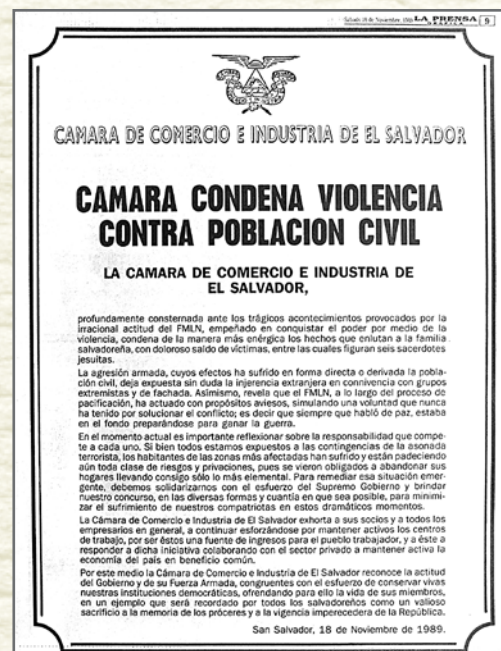 Sábado 18 de Noviembre, 1989 LA PRENSA 9
GRAFICA
CAMARA DE COMERCIO E INDUSTRIA DE EL SALVADOR
CAMARA CONDENA VIOLENCIA
CONTRA POBLACION CIVIL
LA CAMARA DE COMERCIO E INDUSTRIA DE
EL SALVADOR,
profundamente consternada ante los trágicos acontecimientos provocados por la
irracional actitud del FMLN, empeñado en conquistar el poder por medio de la
violencia, condena de la manera más enérgica los hechos que enlutan a la familia
salvadoreña, con doloroso saldo de víctimas, entre las cuales figuran seis sacerdotes
jesuitas.
La agresión armada, cuyos efectos ha sufrido en forma directa o derivada la pobla-
ción civil, deja expuesta sin duda la injerencia extranjera en connivencia con grupos
extremistas y de fachada. Asimismo, revela que el FMLN, a lo largo del proceso de
pacificación, ha actuado con propósitos aviesos, simulando una voluntad que nunca
ha tenido por solucionar el conflicto; es decir que siempre que habló de paz, estaba
en el fondo preparándose para ganar la guerra.
En el momento actual es importante reflexionar sobre la responsabilidad que compe-
te a cada uno. Si bien todos estamos expuestos a las contingencias de la asonada
terrorista, los habitantes de las zonas más afectadas han sufrido y están padeciendo
aún toda clase de riesgos y privaciones, pues se vieron obligados a abandonar sus
hogares llevando consigo sólo lo más elemental. Para remediar esa situación emer-
gente, debemos solidarizarnos con el esfuerzo del Supremo Gobierno y brindar
nuestro concurso, en las diversas formas y cuantía en que sea posible, para minimi-
zar el sufrimiento de nuestros compatriotas en estos dramáticos momentos.
La Cámara de Comercio e Industria de El Salvador exhorta a sus socios y a todos los
empresarios en general, a continuar esforzándose por mantener activos los centros
de trabajo, por ser éstos una fuente de ingresos para el pueblo trabajador, y a éste a
responder a dicha iniciativa colaborando con el sector privado a mantener activa la
economía del país en beneficio común.
Por este medio la Cámara de Comercio e Industria de El Salvador reconoce la actitud
del Gobierno y de su Fuerza Armada, congruentes con el esfuerzo de conservar vivas
nuestras instituciones democráticas, ofrendando para ello la vida de sus miembros,
en un ejemplo que será recordado por todos los salvadoreños como un valioso
sacrificio a la memoria de los próceres y a la vigencia imperecedera de la República.
San Salvador, 18 de Noviembre de 1989.